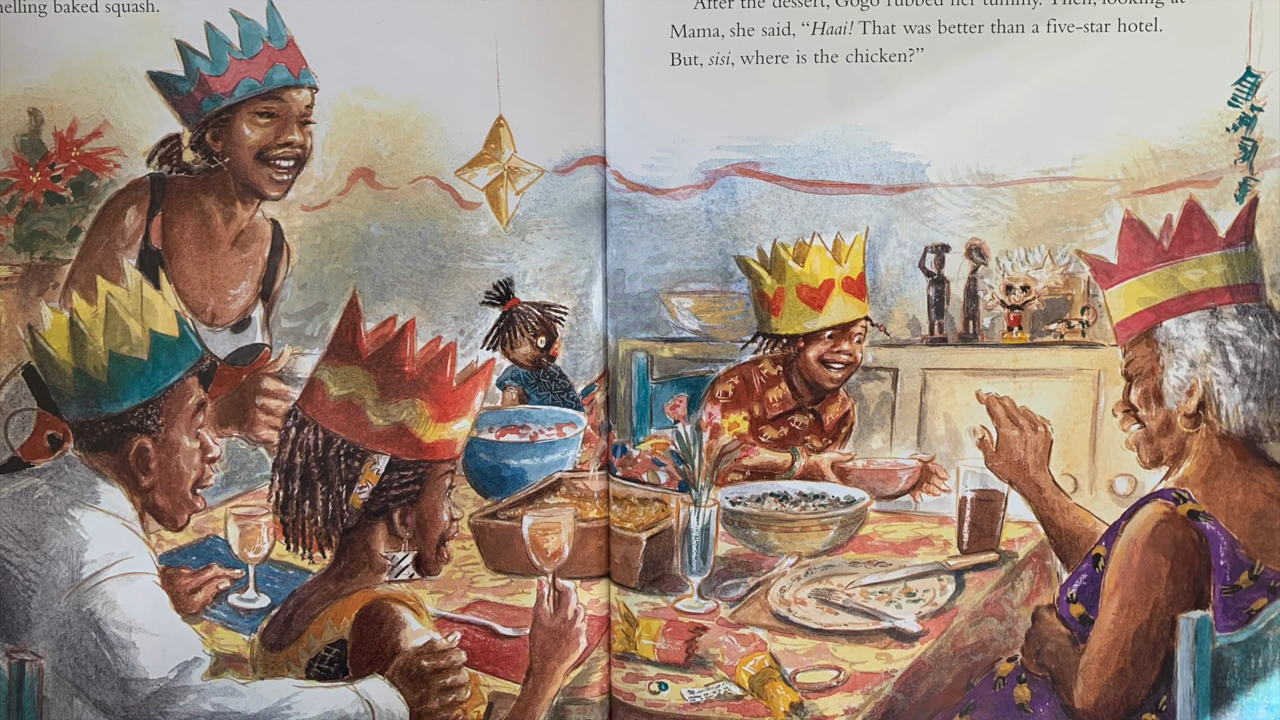 nelling baked squash.
After the dessert, Gogo rubbed her tummy. Then, looking at
Mama, she said, “Haai! That was better than a five-star hotel.
But, sisi, where is the chicken?”